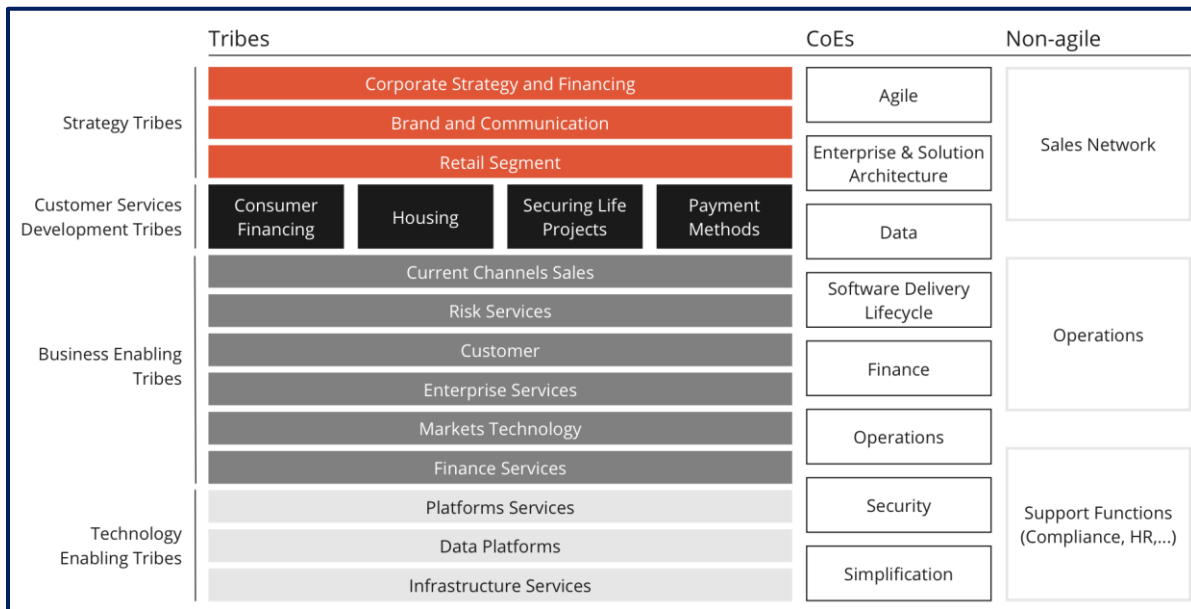 Tribes
CoEs
Non-agile
Strategy Tribes
Corporate Strategy and Financing
Brand and Communication
Retail Segment
Customer Services
Development Tribes
Consumer
Financing
Housing
Securing Life
Projects
Payment
Methods
Business Enabling
Tribes
Current Channels Sales
Risk Services
Customer
Enterprise Services
Markets Technology
Finance Services
Technology
Enabling Tribes
Platforms Services
Data Platforms
Infrastructure Services
Agile
Enterprise & Solution
Architecture
Data
Software Delivery
Lifecycle
Finance
Operations
Security
Simplification
Sales Network
Operations
Support Functions
(Compliance, HR,...)